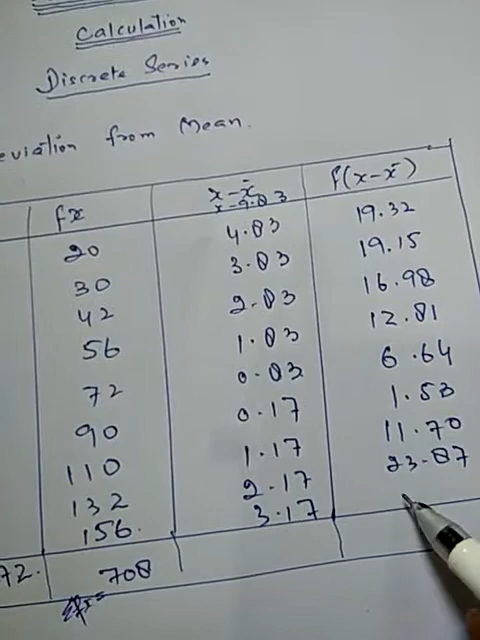 Calculation
Discrete Series
eviation from Mean.
fx x-x̄ f(x-x̄)
x-9.83
20 4.83 19.32
30 3.83 19.15
42 2.83 16.98
56 1.83 12.81
72 0.83 6.64
90 0.17 1.53
110 1.17 11.70
132 2.17 23.87
156. 3.17
72. 708